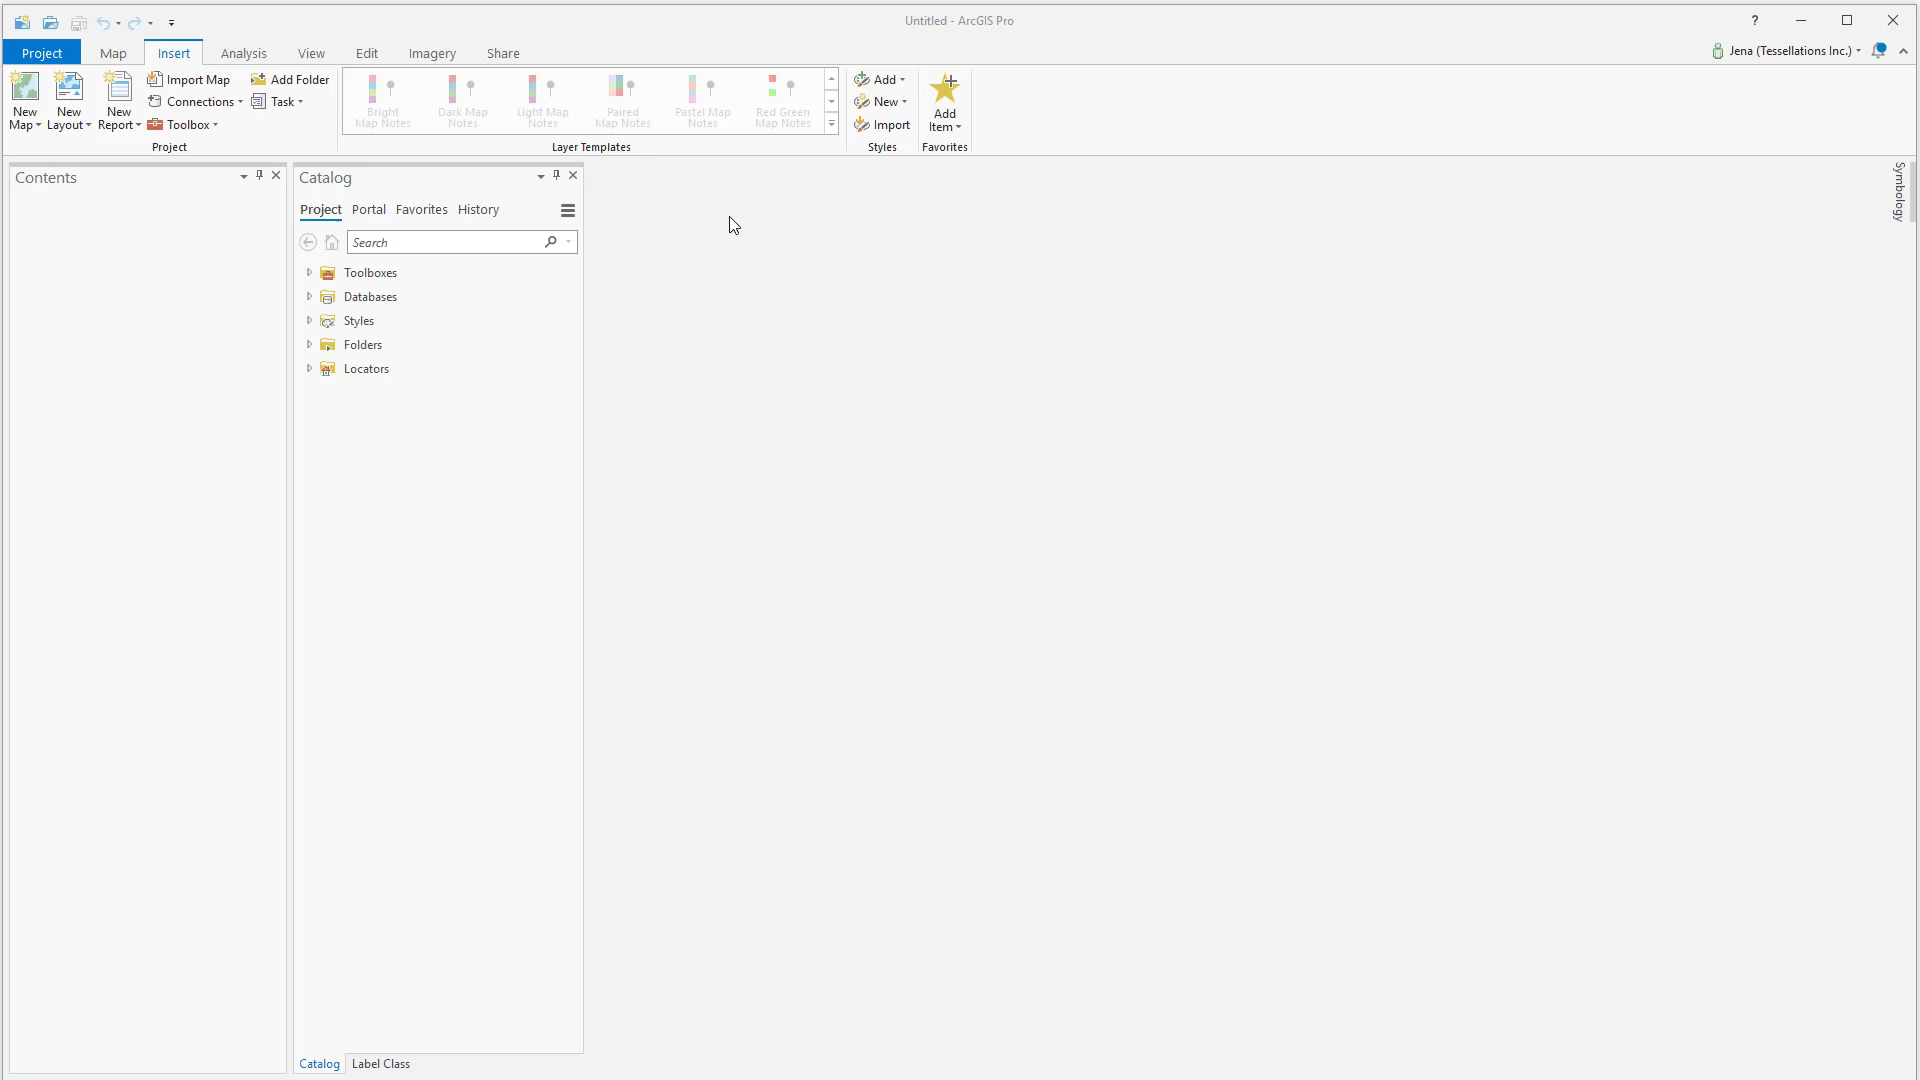 Untitled - ArcGIS Pro
?
Project Map Insert Analysis View Edit Imagery Share
Jena (Tessellations Inc.)
New Map
New Layout
New Report
Import Map
Connections
Toolbox
Add Folder
Task
Project
Bright Map Notes
Dark Map Notes
Light Map Notes
Paired Map Notes
Pastel Map Notes
Red Green Map Notes
Layer Templates
Add
New
Import
Styles
Add Item
Favorites
Contents
Catalog
Project Portal Favorites History
Search
Toolboxes
Databases
Styles
Folders
Locators
Catalog Label Class
Symbology